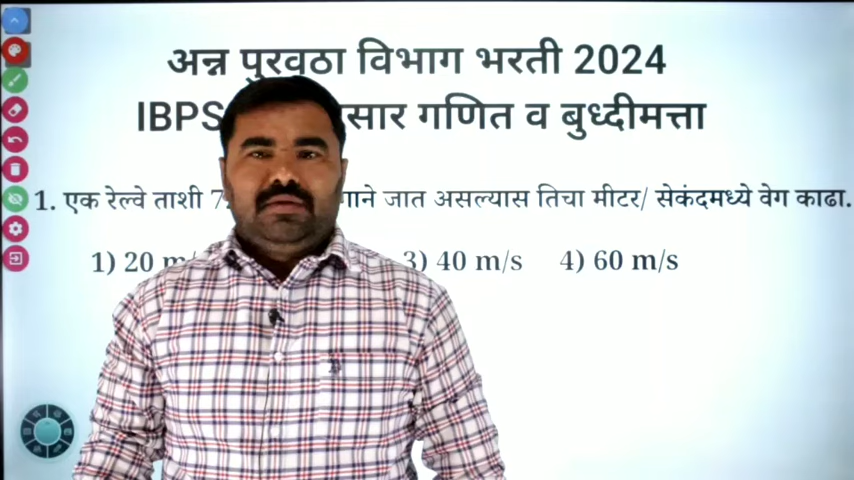 अन्न पुरवठा विभाग भरती 2024
IBPS सार गणित व बुध्दीमत्ता
1. एक रेल्वे ताशी 7 जात असल्यास तिचा मीटर/ सेकंदमध्ये वेग काढा.
1) 20 3) 40 m/s 4) 60 m/s